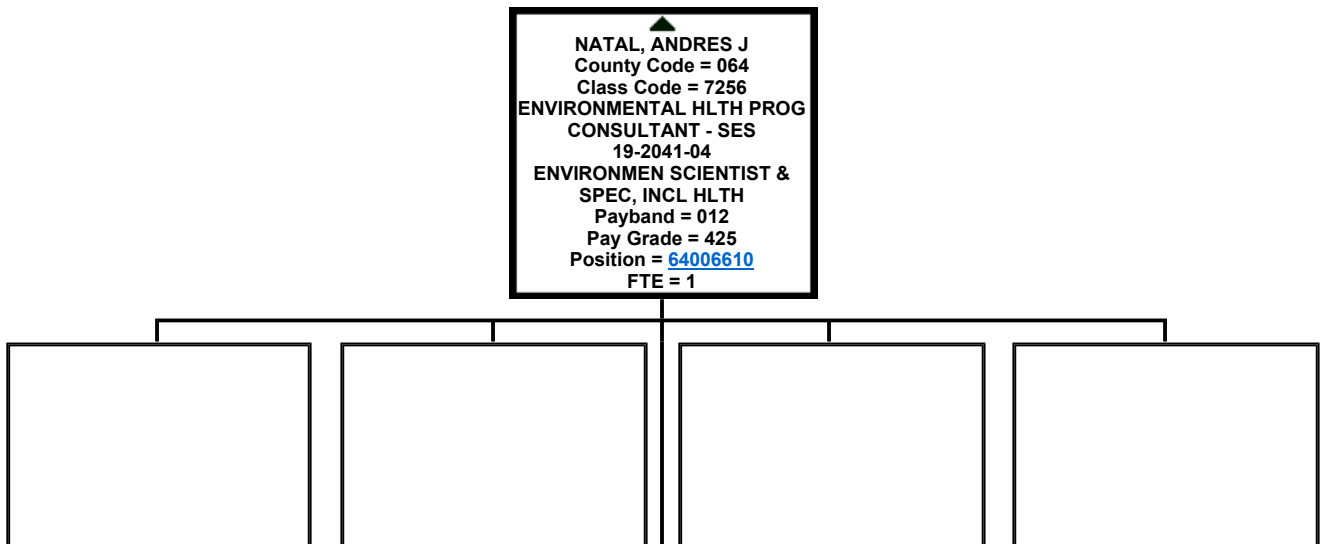 NATAL, ANDRES J
County Code = 064
Class Code = 7256
ENVIRONMENTAL HLTH PROG
CONSULTANT - SES
19-2041-04
ENVIRONMEN SCIENTIST &
SPEC, INCL HLTH
Payband = 012
Pay Grade = 425
Position = 64006610
FTE = 1